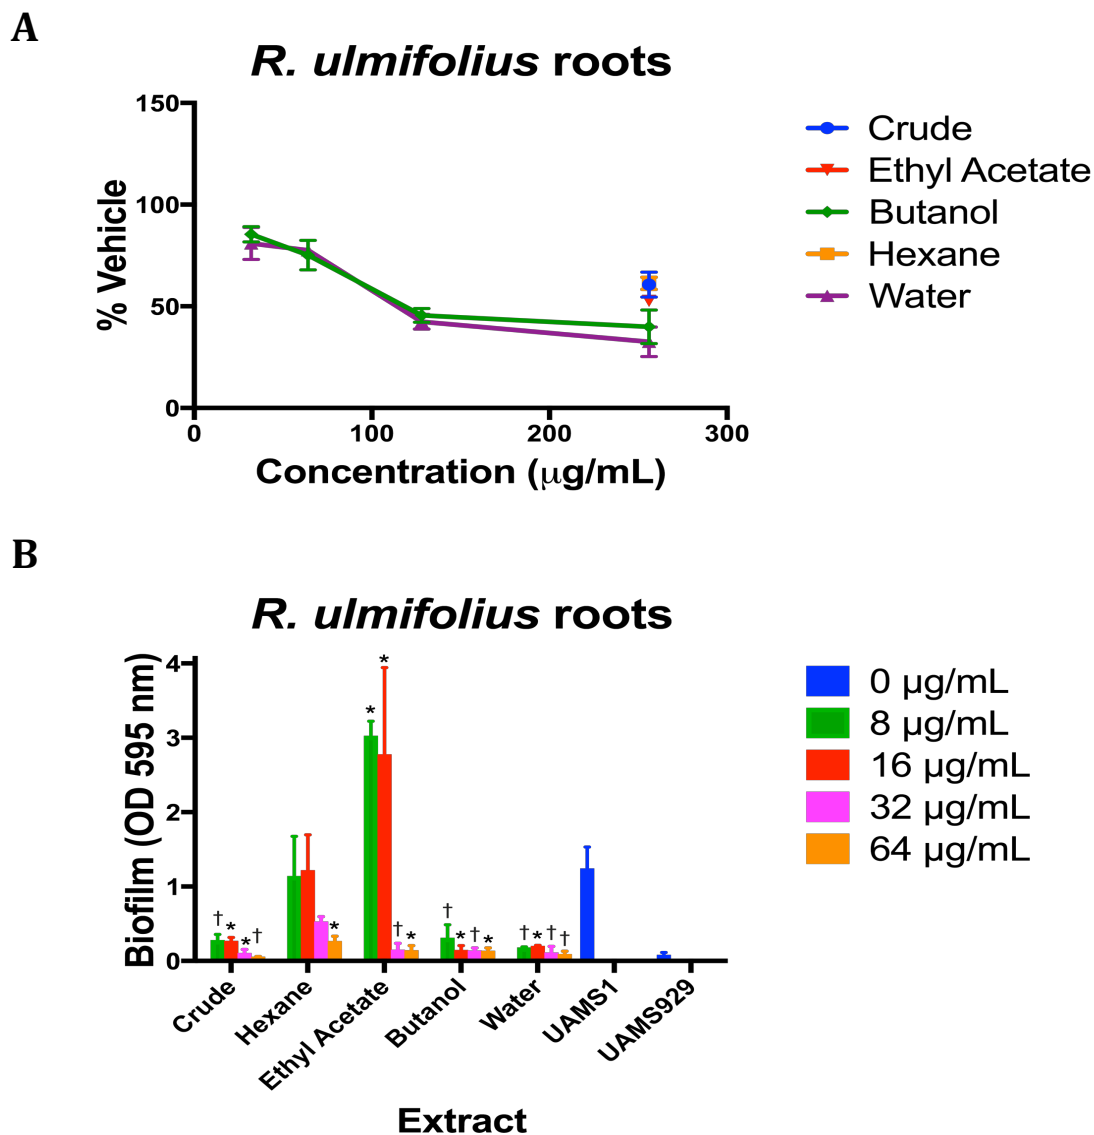 A
R. ulmifolius roots
150
100
50
0
% Vehicle
0 100 200 300
Concentration (μg/mL)
Crude
Ethyl Acetate
Butanol
Hexane
Water
B
R. ulmifolius roots
4
3
2
1
0
Biofilm (OD 595 nm)
* *
† * * † * † * † * † * † * † †
Crude Hexane Ethyl Acetate Butanol Water UAMS1 UAMS929
Extract
0 µg/mL
8 µg/mL
16 µg/mL
32 µg/mL
64 µg/mL